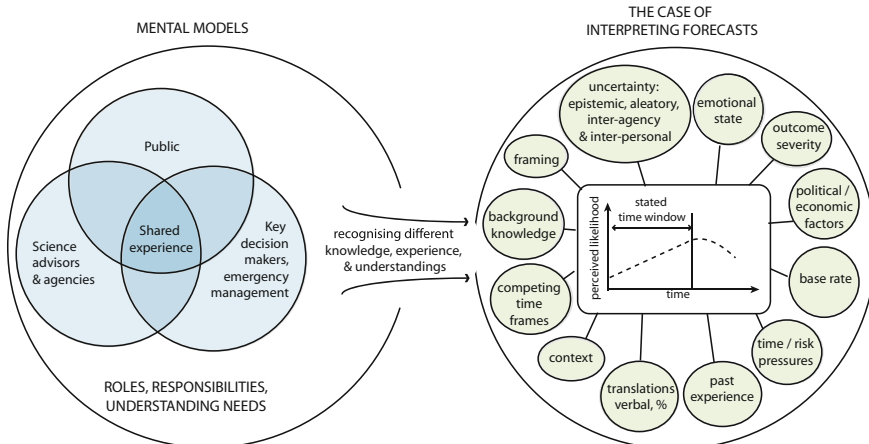 MENTAL MODELS
Public
Science
advisors
& agencies
Shared
experience
Key
decision
makers,
emergency
management
ROLES, RESPONSIBILITIES,
UNDERSTANDING NEEDS
recognising different
knowledge, experience,
& understandings
THE CASE OF
INTERPRETING FORECASTS
uncertainty:
epistemic, aleatory,
inter-agency
& inter-personal
emotional
state
outcome
severity
framing
political /
economic
factors
background
knowledge
stated
time window
perceived likelihood
time
base rate
competing
time
frames
time / risk
pressures
context
translations
verbal, %
past
experience